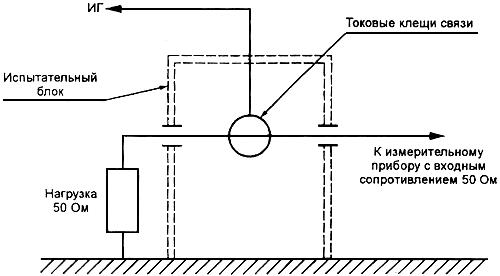 ИГ
Токовые клещи связи
Испытательный
блок
К измерительному
прибору с входным
сопротивлением 50 Ом
Нагрузка
50 Ом